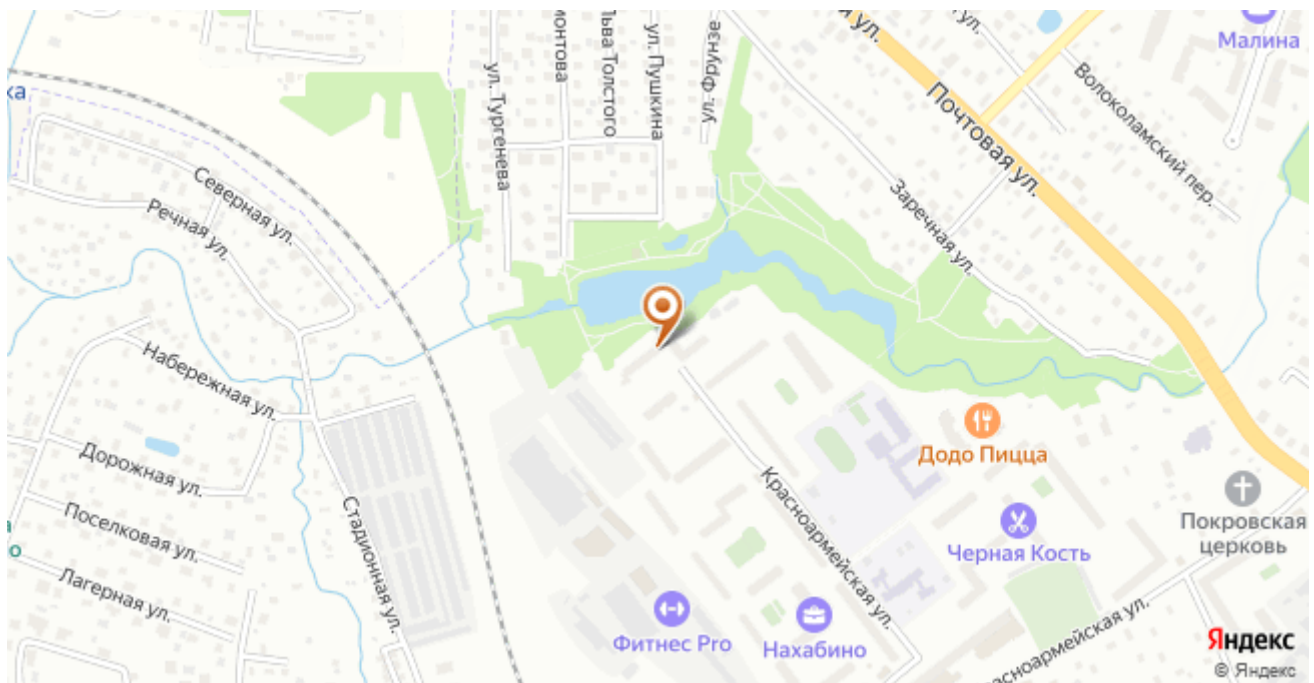 Малина
ул. Тургенева
Льва Толстого
ул. Пушкина
ул. Фрунзе
Почтовая ул.
Волоколамский пер.
Заречная ул.
Северная ул.
Речная ул.
Набережная ул.
Дорожная ул.
Поселковая ул.
Лагерная ул.
Стадионная ул.
Додо Пицца
Черная Кость
Покровская
церковь
Красноармейская ул.
Фитнес Pro
Нахабино
Яндекс
© Яндекс